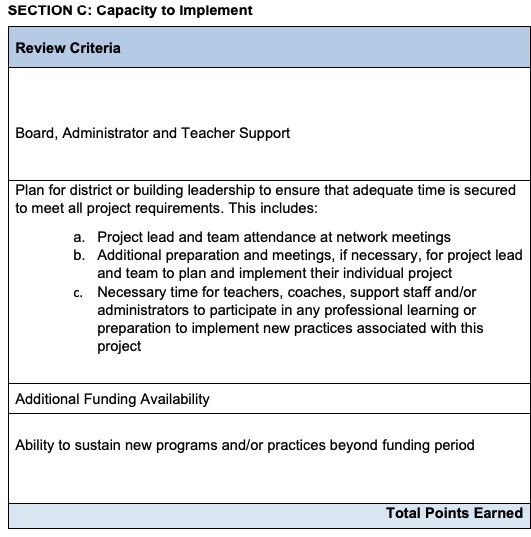 SECTION C: Capacity to Implement
Review Criteria
Board, Administrator and Teacher Support
Plan for district or building leadership to ensure that adequate time is secured
to meet all project requirements. This includes:
a. Project lead and team attendance at network meetings
b. Additional preparation and meetings, if necessary, for project lead
and team to plan and implement their individual project
c. Necessary time for teachers, coaches, support staff and/or
administrators to participate in any professional learning or
preparation to implement new practices associated with this
project
Additional Funding Availability
Ability to sustain new programs and/or practices beyond funding period
Total Points Earned